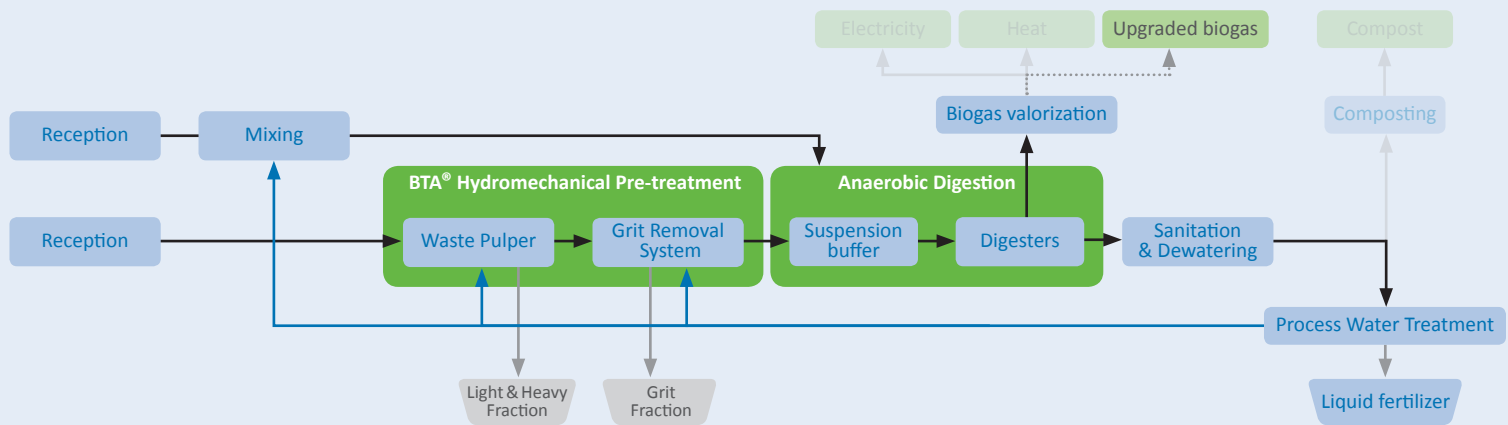 Electricity
Heat
Upgraded biogas
Compost
Reception
Mixing
Biogas valorization
Composting
BTA® Hydromechanical Pre-treatment
Anaerobic Digestion
Reception
Waste Pulper
Grit Removal
System
Suspension
buffer
Digesters
Sanitation
& Dewatering
Process Water Treatment
Light & Heavy
Fraction
Grit
Fraction
Liquid fertilizer